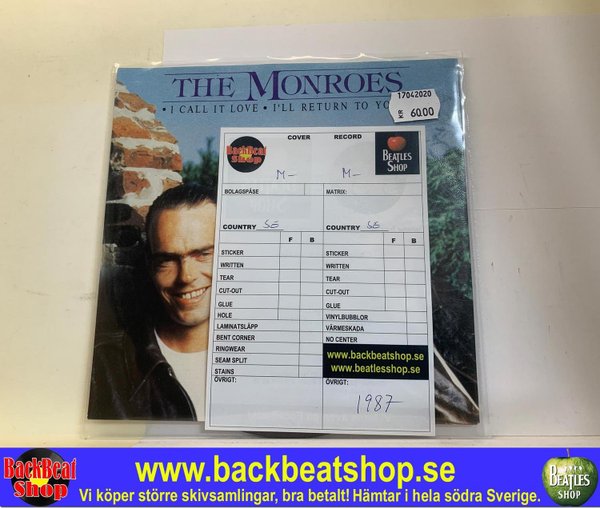 THE MONROES
• I CALL IT LOVE • I'LL RETURN TO YO
17042020
KR 60.00
COVER RECORD
BackBeat Shop
BEATLES SHOP
M- M-
BOLAGSPÅSE MATRIX:
COUNTRY SE COUNTRY SE
F B F B
STICKER STICKER
WRITTEN WRITTEN
TEAR TEAR
CUT-OUT CUT-OUT
GLUE GLUE
HOLE VINYLBUBBLOR
LAMINATSLÄPP VÄRMESKADA
BENT CORNER NO CENTER
RINGWEAR
SEAM SPLIT
STAINS
www.backbeatshop.se
www.beatlesshop.se
ÖVRIGT: ÖVRIGT:
1987
BackBeat Shop
www.backbeatshop.se
Vi köper större skivsamlingar, bra betalt! Hämtar i hela södra Sverige.
BEATLES SHOP